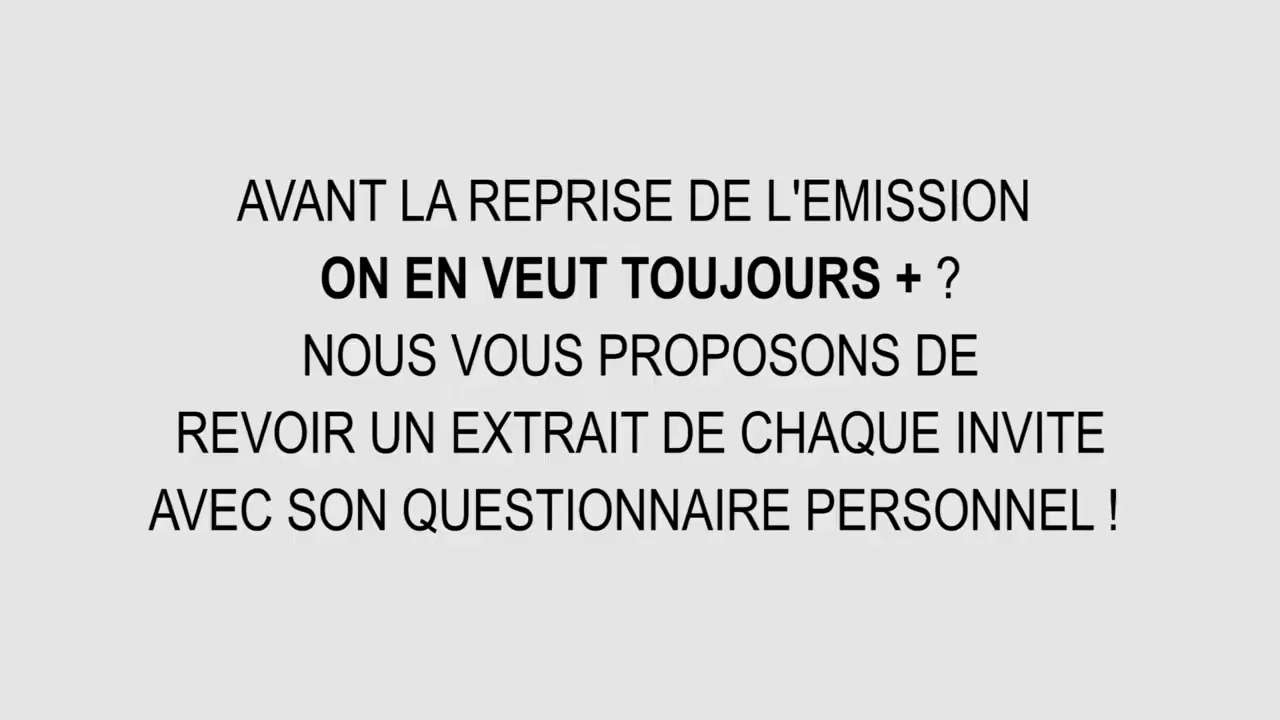 AVANT LA REPRISE DE L'EMISSION
ON EN VEUT TOUJOURS + ?
NOUS VOUS PROPOSONS DE
REVOIR UN EXTRAIT DE CHAQUE INVITE
AVEC SON QUESTIONNAIRE PERSONNEL !